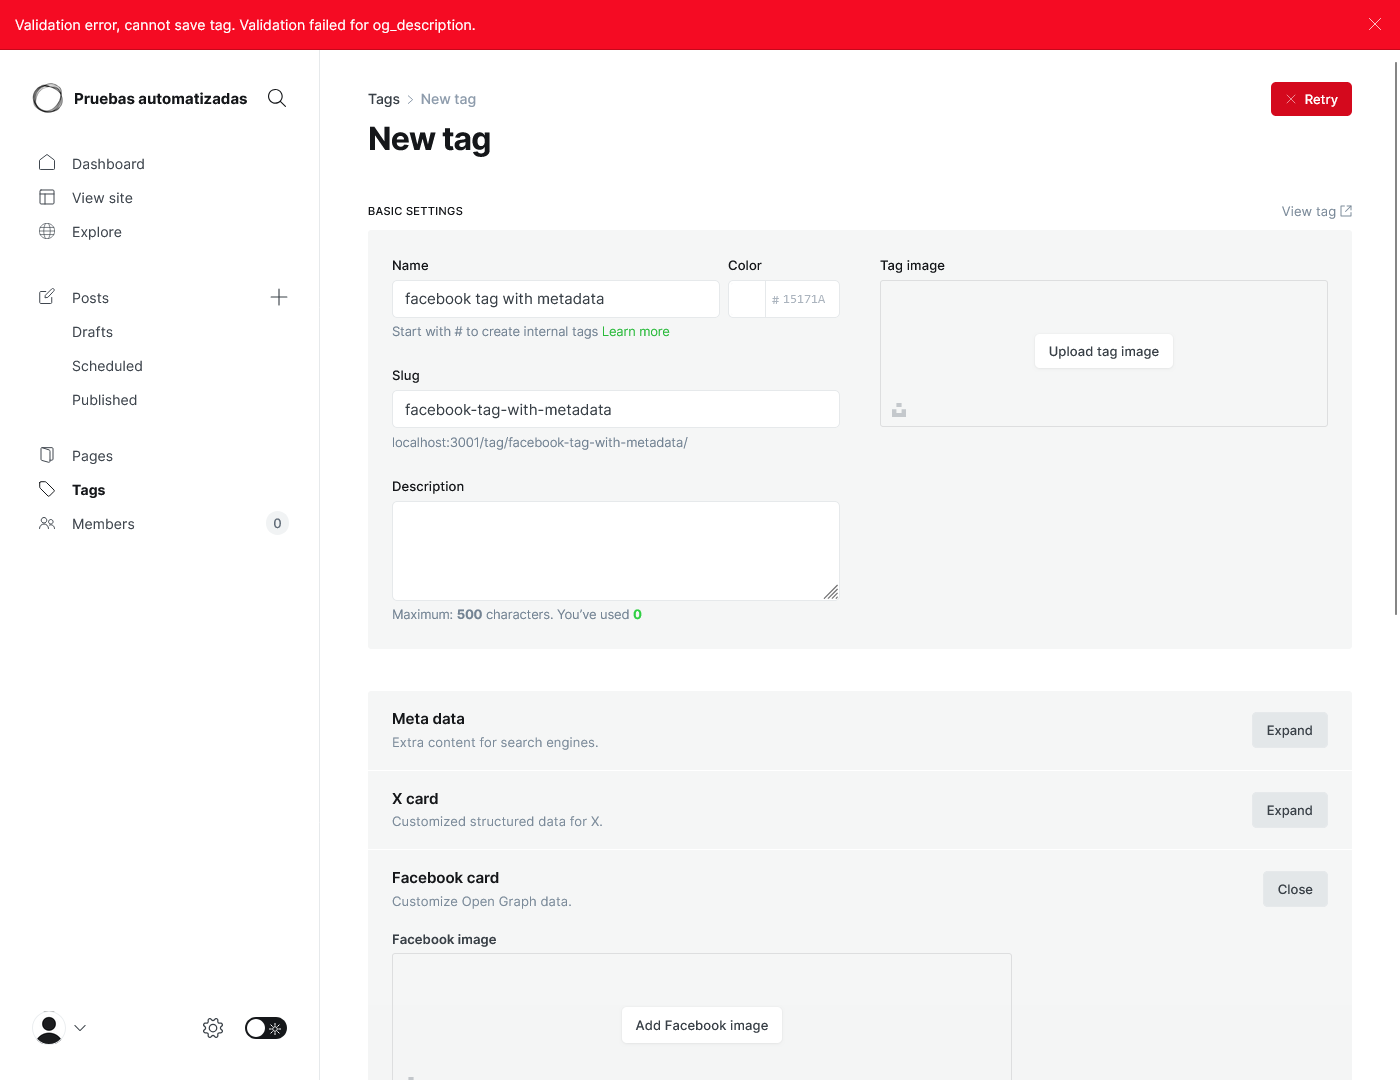 Validation error, cannot save tag. Validation failed for og_description.
Pruebas automatizadas
Dashboard
View site
Explore
Posts
Drafts
Scheduled
Published
Pages
Tags
Members 0
Tags > New tag
Retry
New tag
BASIC SETTINGS
View tag
Name
facebook tag with metadata
Start with # to create internal tags Learn more
Color
# 15171A
Slug
facebook-tag-with-metadata
localhost:3001/tag/facebook-tag-with-metadata/
Description
Maximum: 500 characters. You’ve used 0
Tag image
Upload tag image
Meta data
Extra content for search engines.
Expand
X card
Customized structured data for X.
Expand
Facebook card
Customize Open Graph data.
Close
Facebook image
Add Facebook image